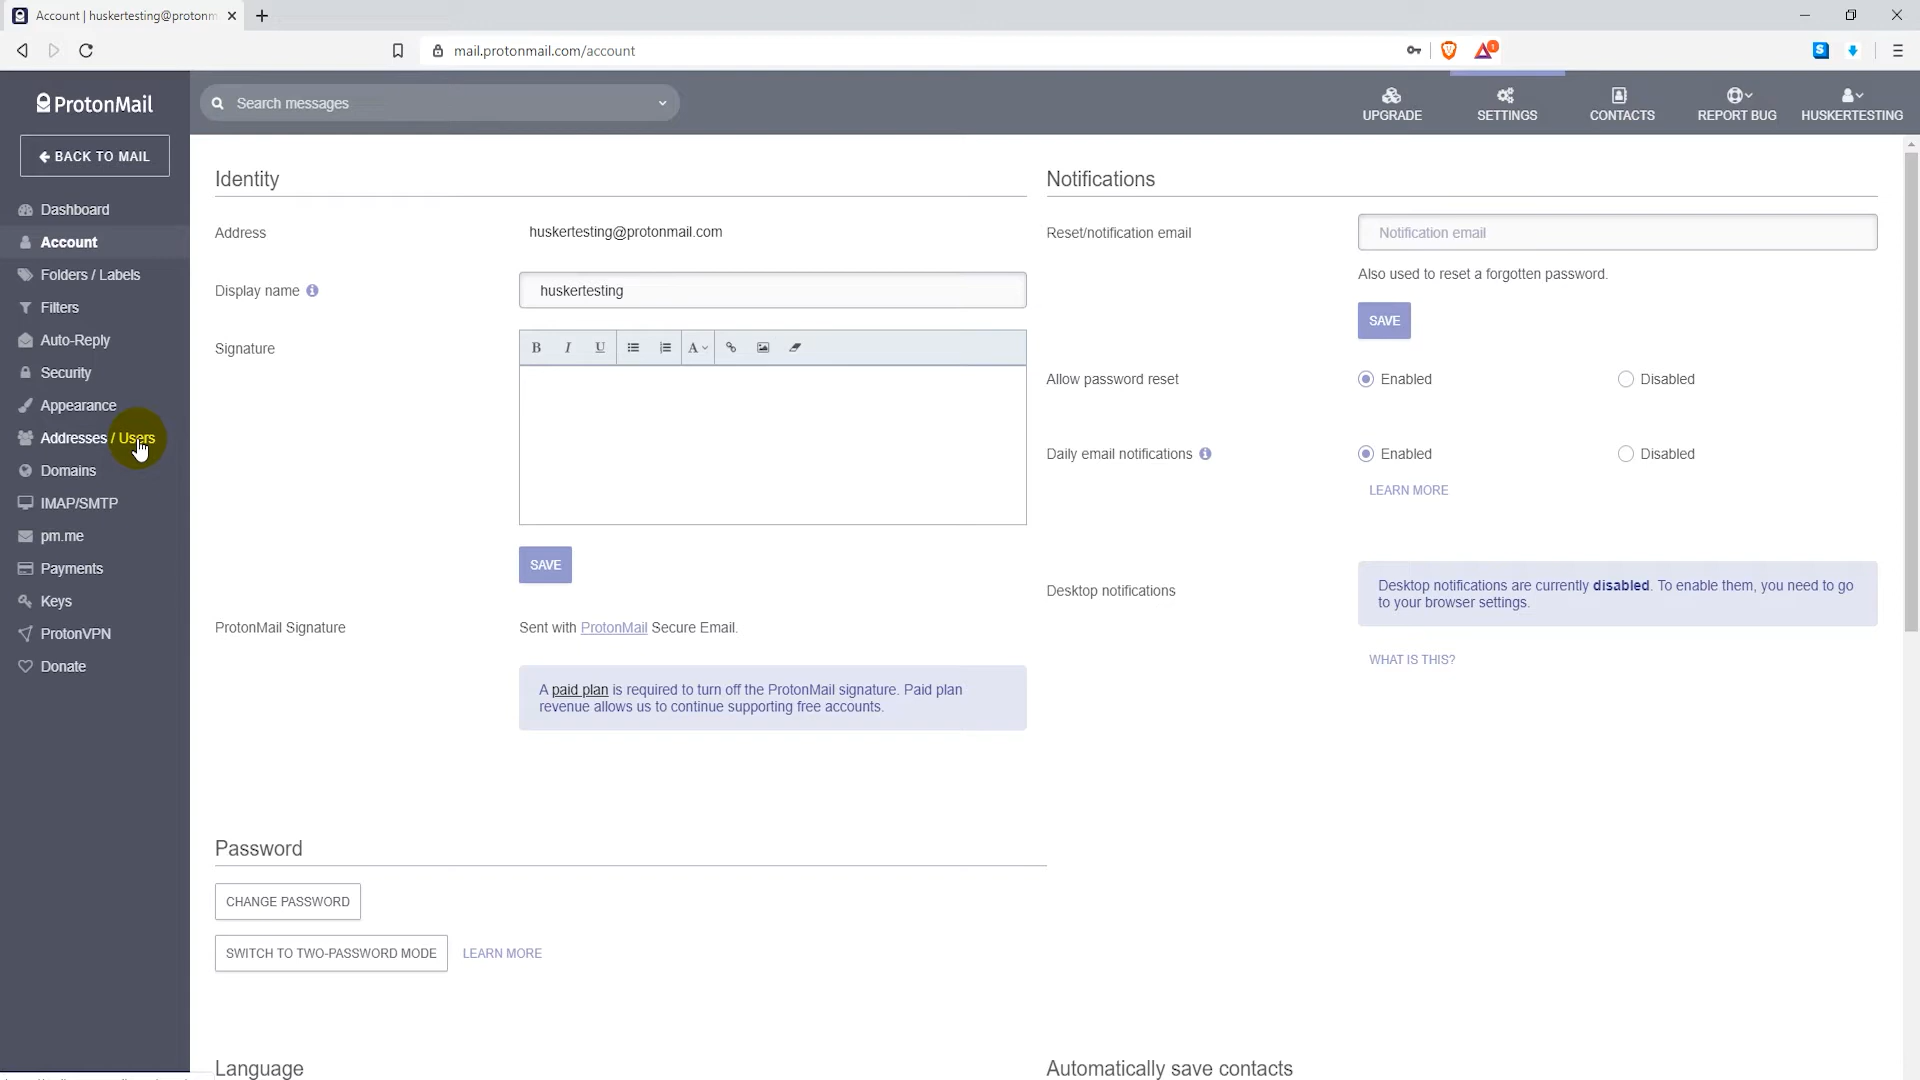 Account | huskertesting@protonm
mail.protonmail.com/account
1
S
ProtonMail
Search messages
UPGRADE
SETTINGS
CONTACTS
REPORT BUG
HUSKERTESTING
BACK TO MAIL
Dashboard
Account
Folders / Labels
Filters
Auto-Reply
Security
Appearance
Addresses / Users
Domains
IMAP/SMTP
pm.me
Payments
Keys
ProtonVPN
Donate
Identity
Address
huskertesting@protonmail.com
Display name
huskertesting
Signature
B I U A
SAVE
ProtonMail Signature
Sent with ProtonMail Secure Email.
A paid plan is required to turn off the ProtonMail signature. Paid plan
revenue allows us to continue supporting free accounts.
Password
CHANGE PASSWORD
SWITCH TO TWO-PASSWORD MODE
LEARN MORE
Language
Notifications
Reset/notification email
Notification email
Also used to reset a forgotten password.
SAVE
Allow password reset
Enabled
Disabled
Daily email notifications
Enabled
Disabled
LEARN MORE
Desktop notifications
Desktop notifications are currently disabled. To enable them, you need to go
to your browser settings.
WHAT IS THIS?
Automatically save contacts